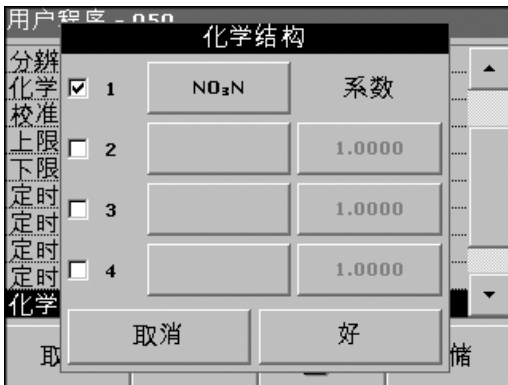 用户程序 - 050
化学结构
分辨
化学
校准
上限
下限
定时
定时
定时
定时
化学
1 NO₃N 系数
2 1.0000
3 1.0000
4 1.0000
取消 好
取
储